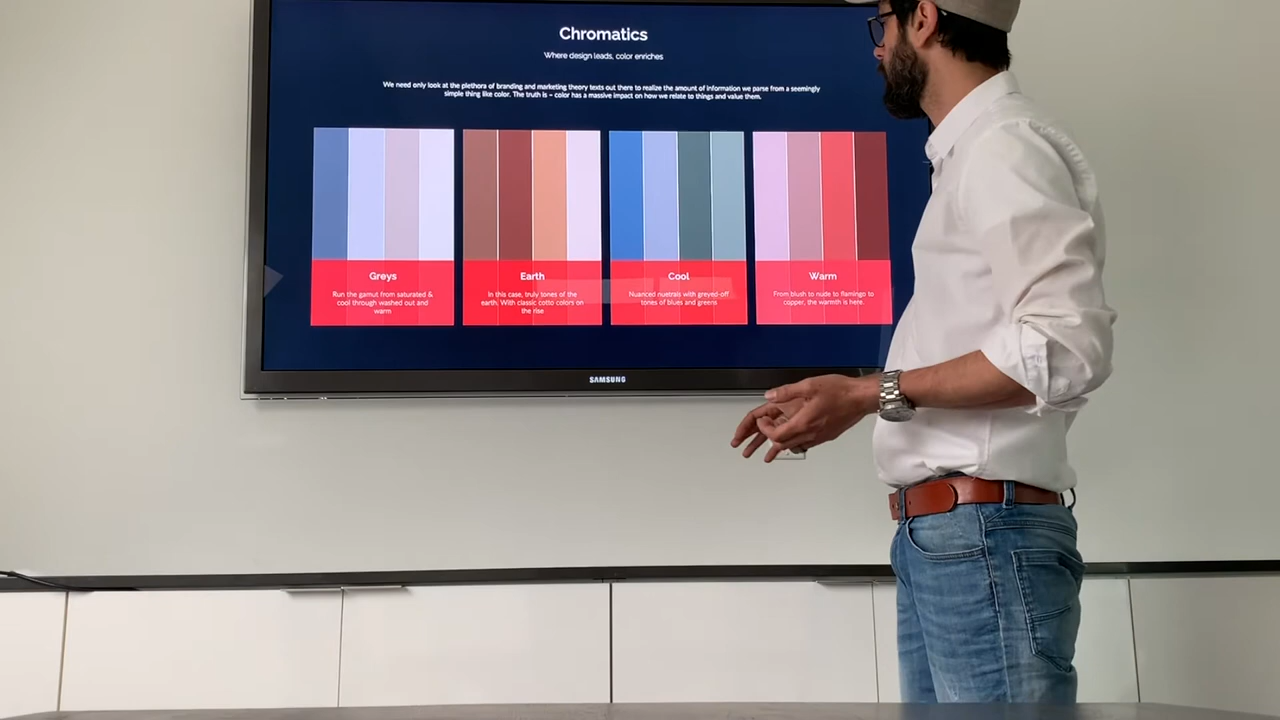 Chromatics
Where design leads, color enriches
We need only look at the plethora of branding and marketing theory texts out there to realize the amount of information we parse from a seemingly
simple thing like color. The truth is – color has a massive impact on how we relate to things and value them.
Greys
Run the gamut from saturated &
cool through washed out and
warm
Earth
In this case, truly tones of the
earth. With classic cotto colors on
the rise
Cool
Nuanced nuetrals with greyed-off
tones of blues and greens
Warm
From blush to nude to flamingo to
copper, the warmth is here.
SAMSUNG